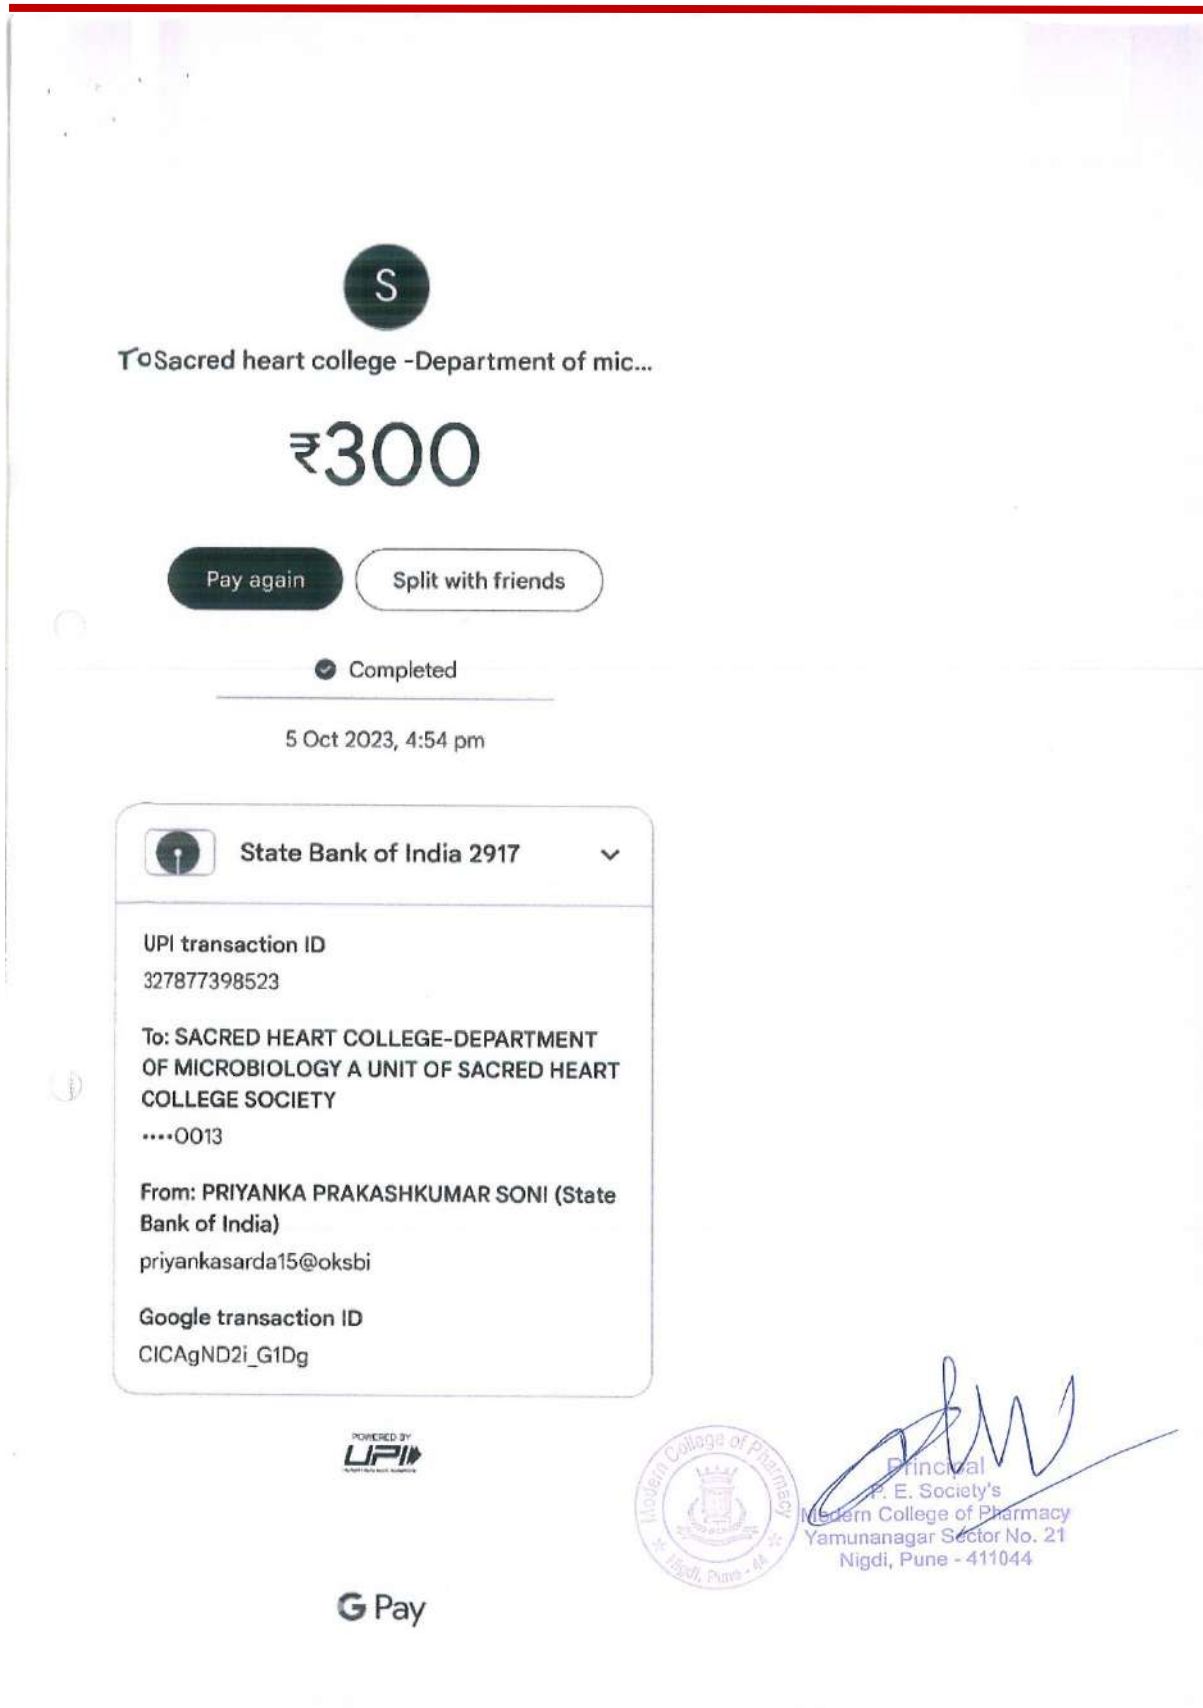 S
To Sacred heart college -Department of mic...
₹300
Pay again
Split with friends
Completed
5 Oct 2023, 4:54 pm
State Bank of India 2917
UPI transaction ID
327877398523
To: SACRED HEART COLLEGE-DEPARTMENT
OF MICROBIOLOGY A UNIT OF SACRED HEART
COLLEGE SOCIETY
····0013
From: PRIYANKA PRAKASHKUMAR SONI (State
Bank of India)
priyankasarda15@oksbi
Google transaction ID
CICAgND2i_G1Dg
POWERED BY
UPI
G Pay
Modern College of Pharmacy
Nigdi, Pune - 44
Principal
P. E. Society's
Modern College of Pharmacy
Yamunanagar Sector No. 21
Nigdi, Pune - 411044